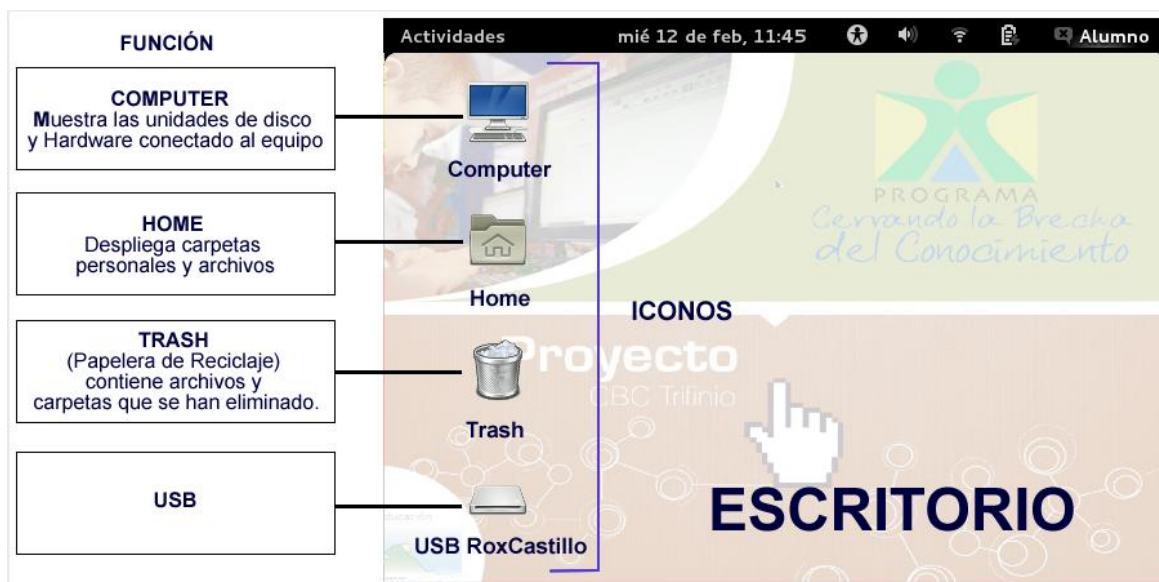 FUNCIÓN
COMPUTER
Muestra las unidades de disco
y Hardware conectado al equipo
HOME
Despliega carpetas
personales y archivos
TRASH
(Papelera de Reciclaje)
contiene archivos y
carpetas que se han eliminado.
USB
Actividades mié 12 de feb, 11:45 Alumno
Computer
Home
Trash
USB RoxCastillo
ICONOS
PROGRAMA
Cerrando la Brecha
del Conocimiento
Proyecto
CBC Trifinio
ESCRITORIO